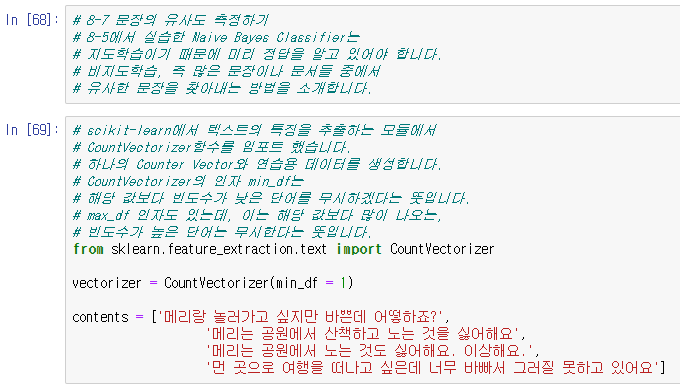 In [68]: # 8-7 문장의 유사도 측정하기
# 8-5에서 실습한 Naive Bayes Classifier는
# 지도학습이기 때문에 미리 정답을 알고 있어야 합니다.
# 비지도학습, 즉 많은 문장이나 문서들 중에서
# 유사한 문장을 찾아내는 방법을 소개합니다.
In [69]: # scikit-learn에서 텍스트의 특징을 추출하는 모듈에서
# CountVectorizer함수를 임포트 했습니다.
# 하나의 Counter Vector와 연습용 데이터를 생성합니다.
# CountVectorizer의 인자 min_df는
# 해당 값보다 빈도수가 낮은 단어를 무시하겠다는 뜻입니다.
# max_df 인자도 있는데, 이는 해당 값보다 많이 나오는,
# 빈도수가 높은 단어는 무시한다는 뜻입니다.
from sklearn.feature_extraction.text import CountVectorizer
vectorizer = CountVectorizer(min_df = 1)
contents = ['메리랑 놀러가고 싶지만 바쁜데 어떻하죠?',
'메리는 공원에서 산책하고 노는 것을 싫어해요',
'메리는 공원에서 노는 것도 싫어해요. 이상해요.',
'먼 곳으로 여행을 떠나고 싶은데 너무 바빠서 그러질 못하고 있어요']